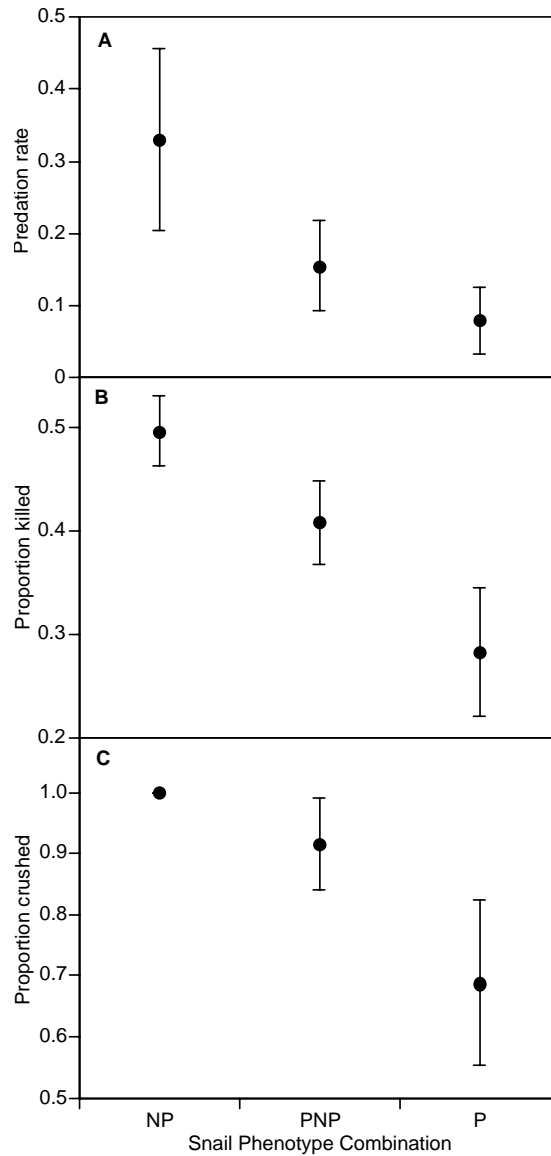 0.5
A
0.4
0.3
0.2
0.1
0
Predation rate
B
0.5
0.4
0.3
0.2
Proportion killed
C
1.0
0.9
0.8
0.7
0.6
0.5
Proportion crushed
NP PNP P
Snail Phenotype Combination